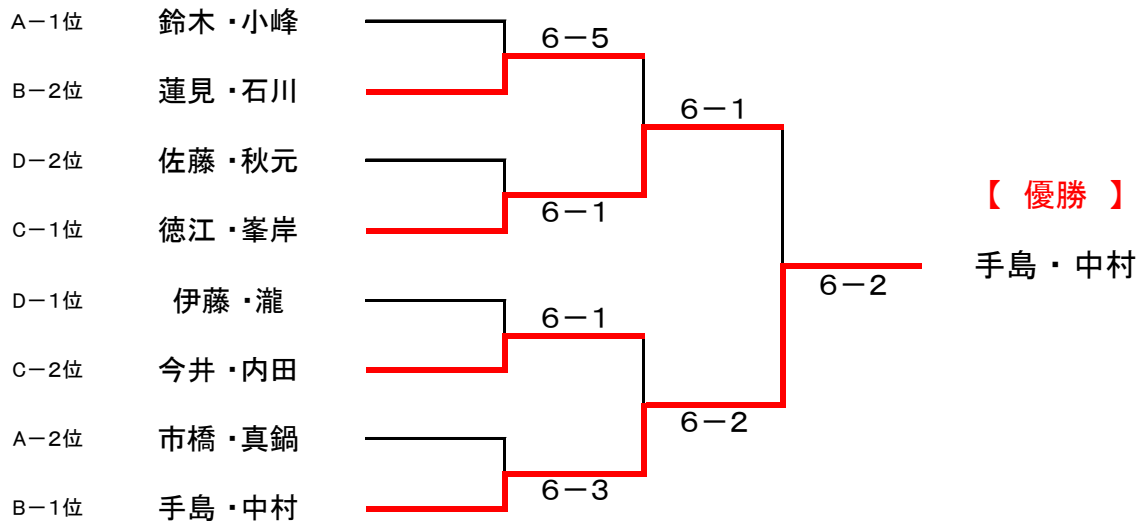 A－1位 鈴木 ・小峰
6－5
B－2位 蓮見 ・石川
6－1
D－2位 佐藤 ・秋元
【 優勝 】
6－1
C－1位 徳江 ・峯岸
手島 ・ 中村
6－2
D－1位 伊藤 ・瀧
6－1
C－2位 今井 ・内田
6－2
A－2位 市橋 ・真鍋
6－3
B－1位 手島 ・中村